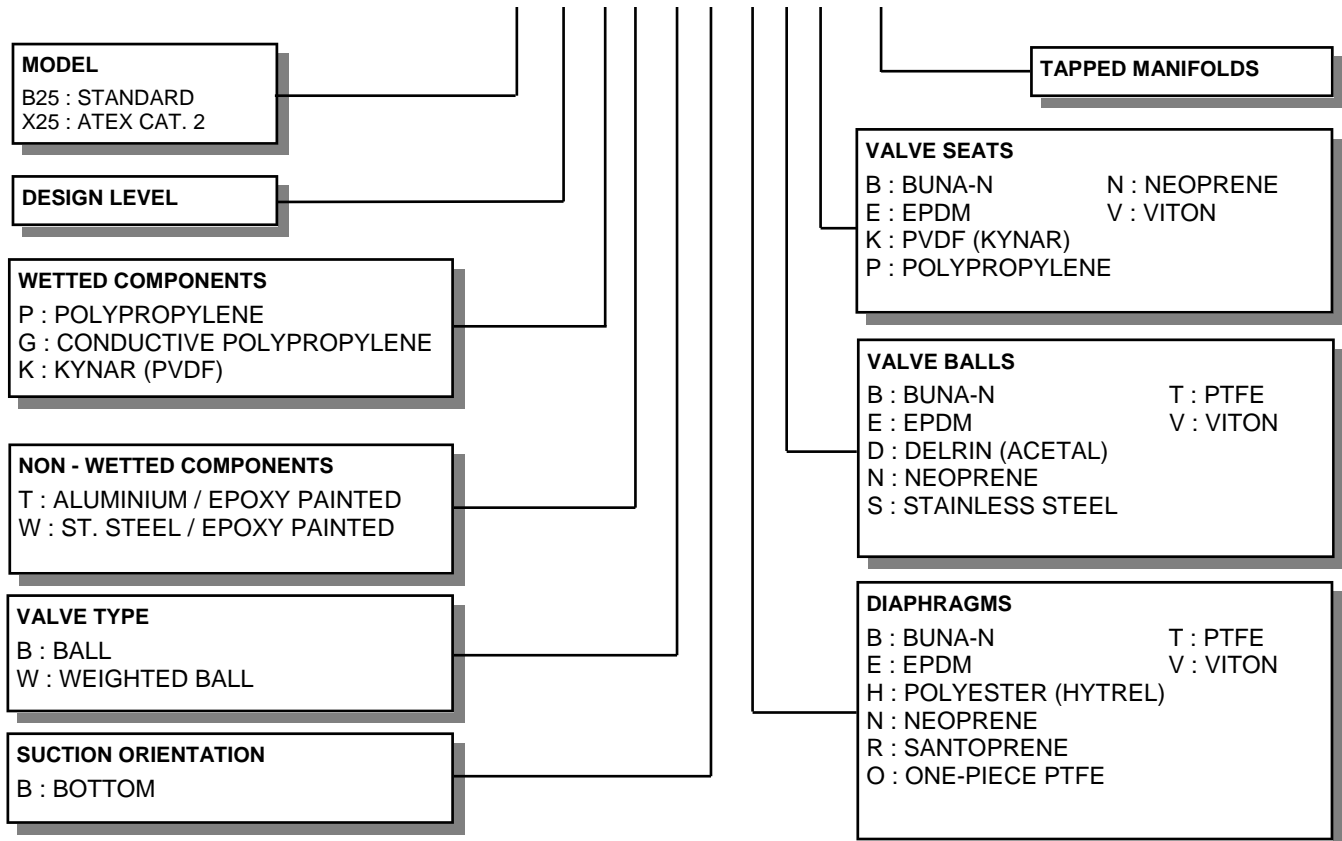 MODEL
B25 : STANDARD
X25 : ATEX CAT. 2
DESIGN LEVEL
WETTED COMPONENTS
P : POLYPROPYLENE
G : CONDUCTIVE POLYPROPYLENE
K : KYNAR (PVDF)
NON - WETTED COMPONENTS
T : ALUMINIUM / EPOXY PAINTED
W : ST. STEEL / EPOXY PAINTED
VALVE TYPE
B : BALL
W : WEIGHTED BALL
SUCTION ORIENTATION
B : BOTTOM
TAPPED MANIFOLDS
VALVE SEATS
B : BUNA-N N : NEOPRENE
E : EPDM V : VITON
K : PVDF (KYNAR)
P : POLYPROPYLENE
VALVE BALLS
B : BUNA-N T : PTFE
E : EPDM V : VITON
D : DELRIN (ACETAL)
N : NEOPRENE
S : STAINLESS STEEL
DIAPHRAGMS
B : BUNA-N T : PTFE
E : EPDM V : VITON
H : POLYESTER (HYTREL)
N : NEOPRENE
R : SANTOPRENE
O : ONE-PIECE PTFE